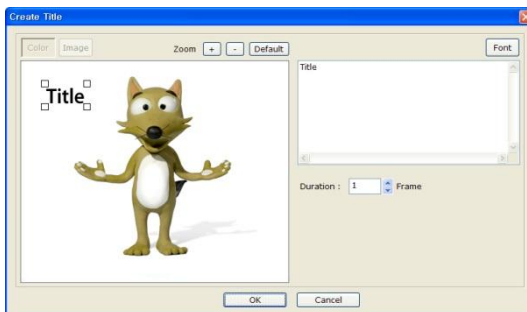 Create Title
Color Image Zoom + - Default Font
Title
Title
Duration : 1 Frame
OK Cancel